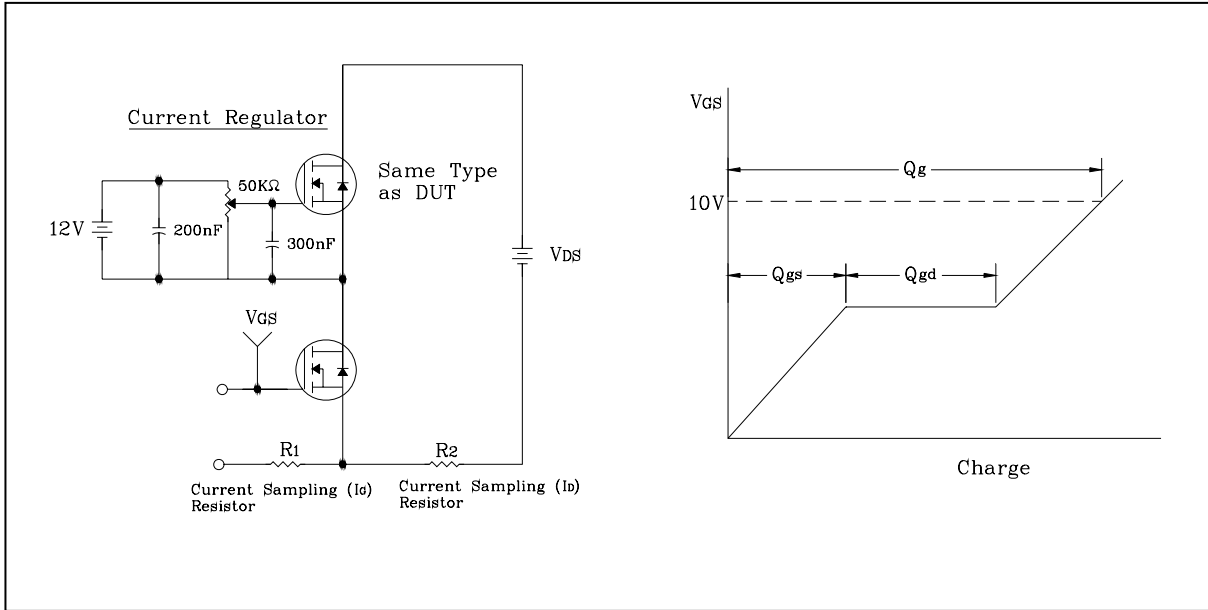 Current Regulator
50KΩ
12V
200nF
300nF
Same Type
as DUT
VDS
VGS
R1
R2
Current Sampling (IG)
Resistor
Current Sampling (ID)
Resistor
VGS
Qg
10V
Qgs
Qgd
Charge